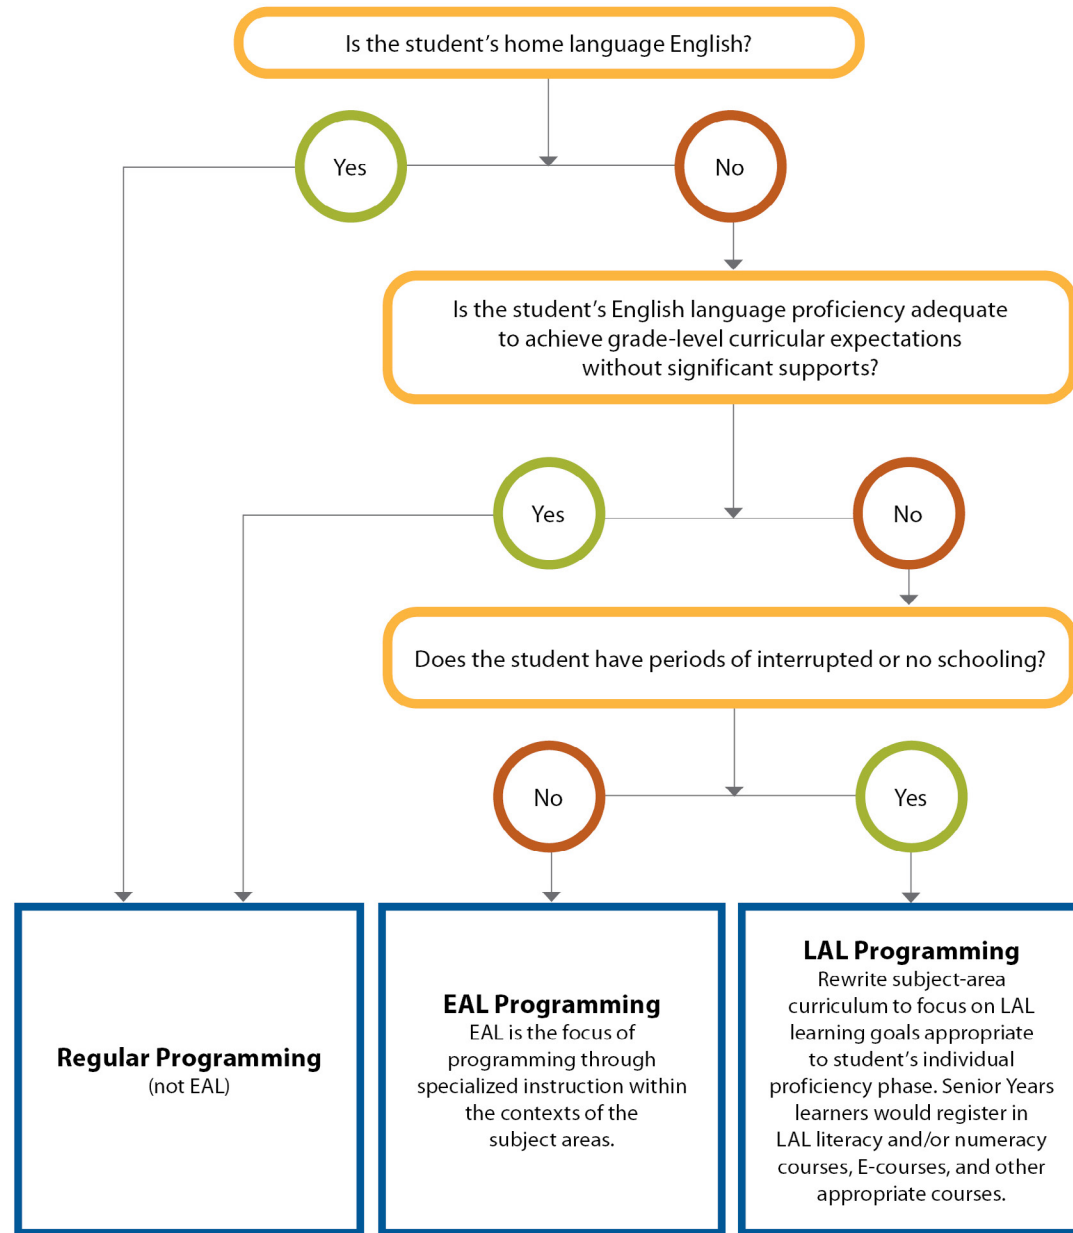 Is the student’s home language English?
Yes
No
Is the student’s English language proficiency adequate
to achieve grade-level curricular expectations
without significant supports?
Yes
No
Does the student have periods of interrupted or no schooling?
No
Yes
Regular Programming
(not EAL)
EAL Programming
EAL is the focus of
programming through
specialized instruction within
the contexts of the
subject areas.
LAL Programming
Rewrite subject-area
curriculum to focus on LAL
learning goals appropriate
to student’s individual
proficiency phase. Senior Years
learners would register in
LAL literacy and/or numeracy
courses, E-courses, and other
appropriate courses.